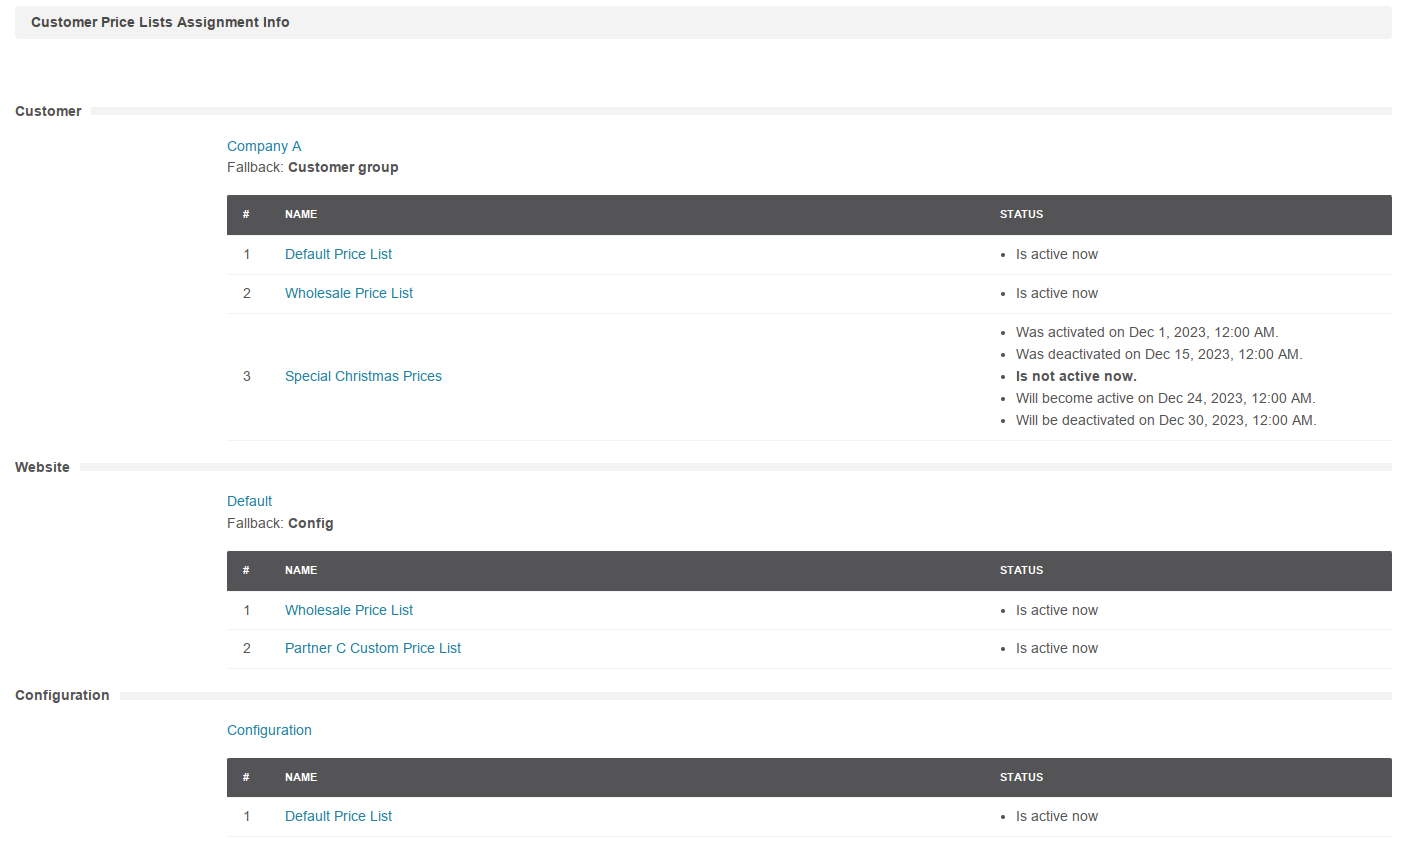 Customer Price Lists Assignment Info
Customer
Company A
Fallback: Customer group
# NAME STATUS
1 Default Price List • Is active now
2 Wholesale Price List • Is active now
• Was activated on Dec 1, 2023, 12:00 AM.
• Was deactivated on Dec 15, 2023, 12:00 AM.
3 Special Christmas Prices • Is not active now.
• Will become active on Dec 24, 2023, 12:00 AM.
• Will be deactivated on Dec 30, 2023, 12:00 AM.
Website
Default
Fallback: Config
# NAME STATUS
1 Wholesale Price List • Is active now
2 Partner C Custom Price List • Is active now
Configuration
Configuration
# NAME STATUS
1 Default Price List • Is active now